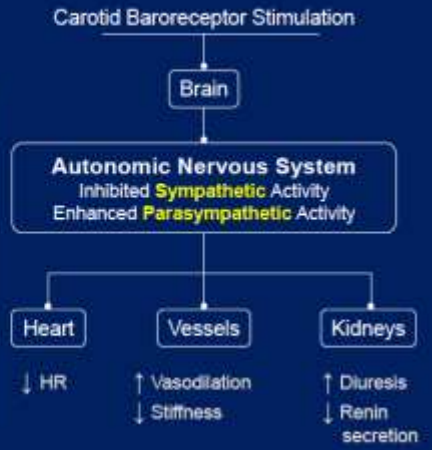 Carotid Baroreceptor Stimulation
Brain
Autonomic Nervous System
Inhibited Sympathetic Activity
Enhanced Parasympathetic Activity
Heart
Vessels
Kidneys
↓ HR
↑ Vasodilation
↓ Stiffness
↑ Diuresis
↓ Renin
secretion